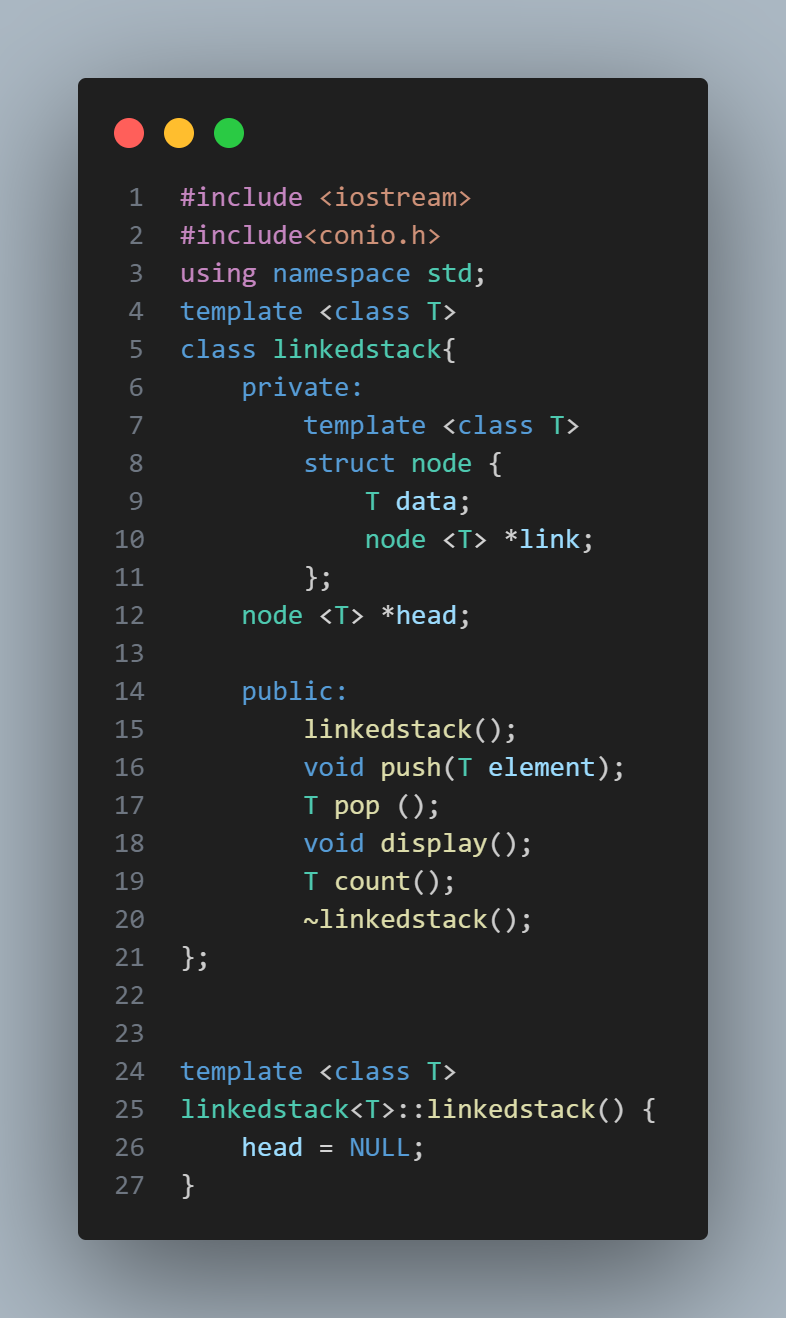 1 #include <iostream>
2 #include<conio.h>
3 using namespace std;
4 template <class T>
5 class linkedstack{
6     private:
7         template <class T>
8         struct node {
9             T data;
10             node <T> *link;
11         };
12     node <T> *head;
13
14     public:
15         linkedstack();
16         void push(T element);
17         T pop ();
18         void display();
19         T count();
20         ~linkedstack();
21 };
22
23
24 template <class T>
25 linkedstack<T>::linkedstack() {
26     head = NULL;
27 }